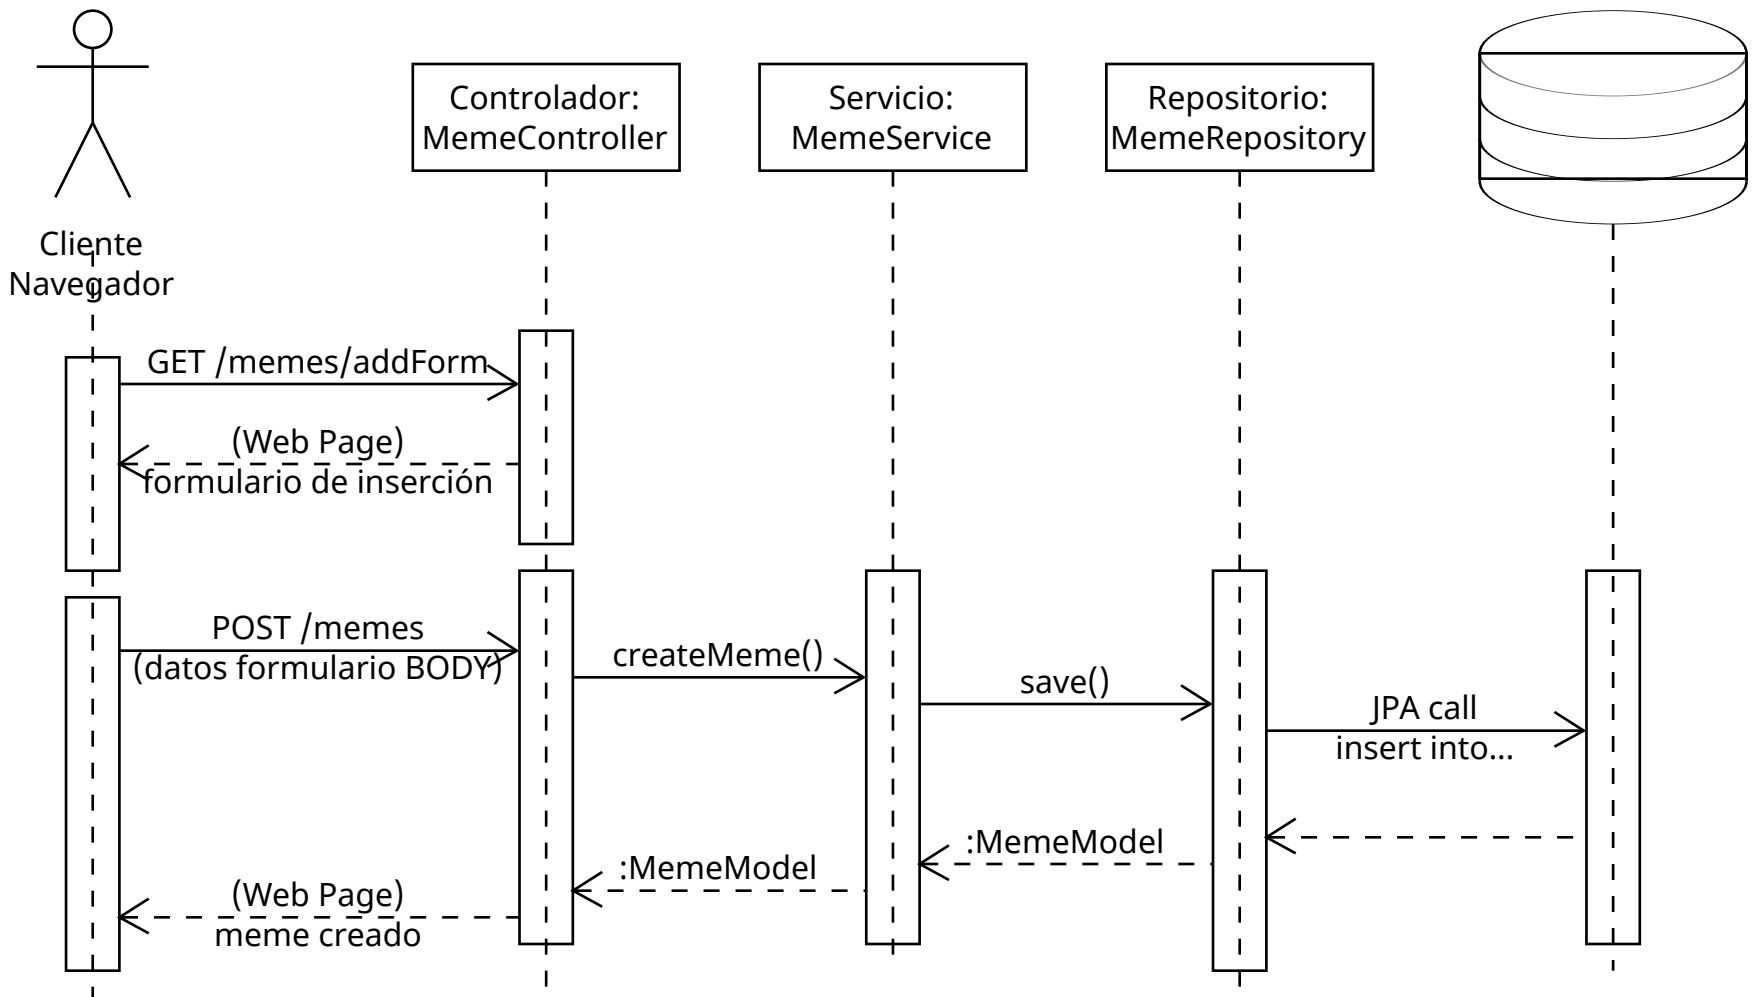 Controlador:
MemeController
Servicio:
MemeService
Repositorio:
MemeRepository
Cliente
Navegador
GET /memes/addForm
(Web Page)
formulario de inserción
POST /memes
(datos formulario BODY)
createMeme()
save()
JPA call
insert into...
:MemeModel
:MemeModel
(Web Page)
meme creado